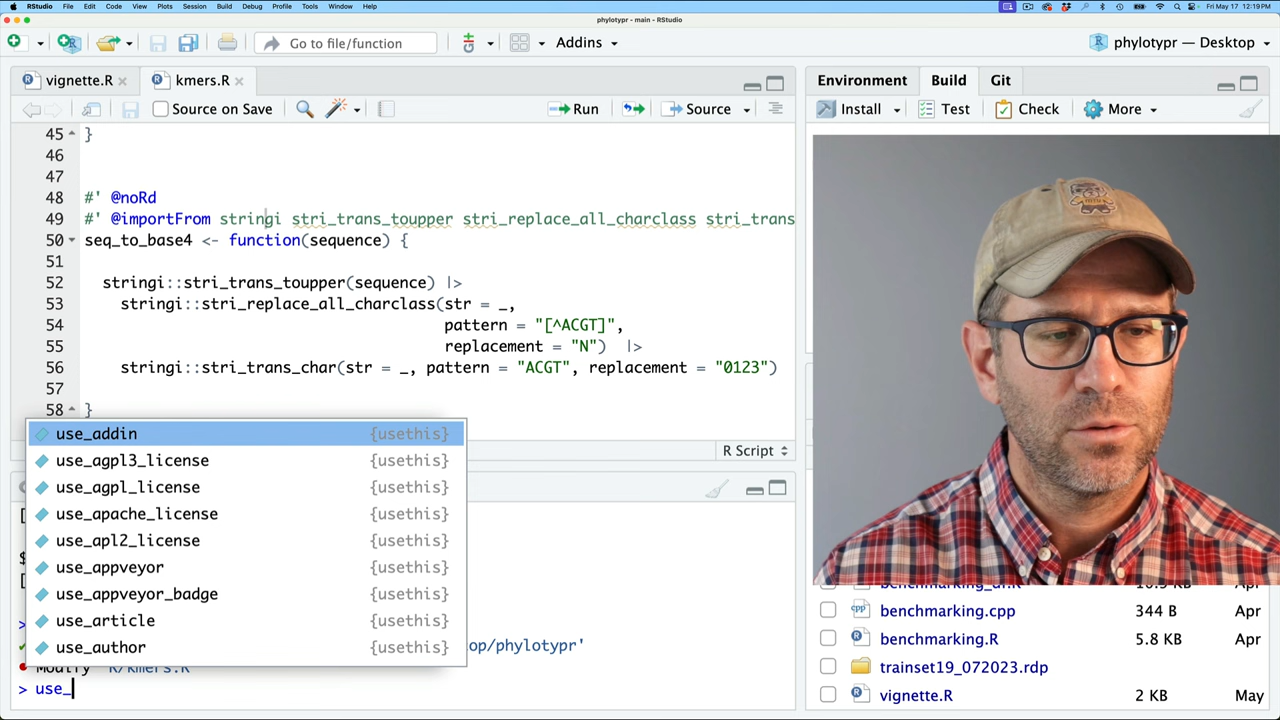 RStudio File Edit Code View Plots Session Build Debug Profile Tools Window Help Fri May 17 12:19 PM
phylotypr - main - RStudio
Go to file/function Addins phylotypr — Desktop
vignette.R kmers.R Environment Build Git
Source on Save Run Source Install Test Check More
45 }
46
47
48 #' @noRd
49 #' @importFrom stringi stri_trans_toupper stri_replace_all_charclass stri_trans
50 seq_to_base4 <- function(sequence) {
51
52 stringi::stri_trans_toupper(sequence) |>
53 stringi::stri_replace_all_charclass(str = _,
54 pattern = "[^ACGT]",
55 replacement = "N") |>
56 stringi::stri_trans_char(str = _, pattern = "ACGT", replacement = "0123")
57
58 }
use_addin {usethis}
R Script
use_agpl3_license {usethis}
use_agpl_license {usethis}
use_apache_license {usethis}
use_apl2_license {usethis}
use_appveyor {usethis}
use_appveyor_badge {usethis}
use_article {usethis}
use_author {usethis}
op/phylotypr'
Modify 'R/kmers.R'
> use_
benchmarking.cpp 344 B Apr
benchmarking.R 5.8 KB Apr
trainset19_072023.rdp
vignette.R 2 KB May